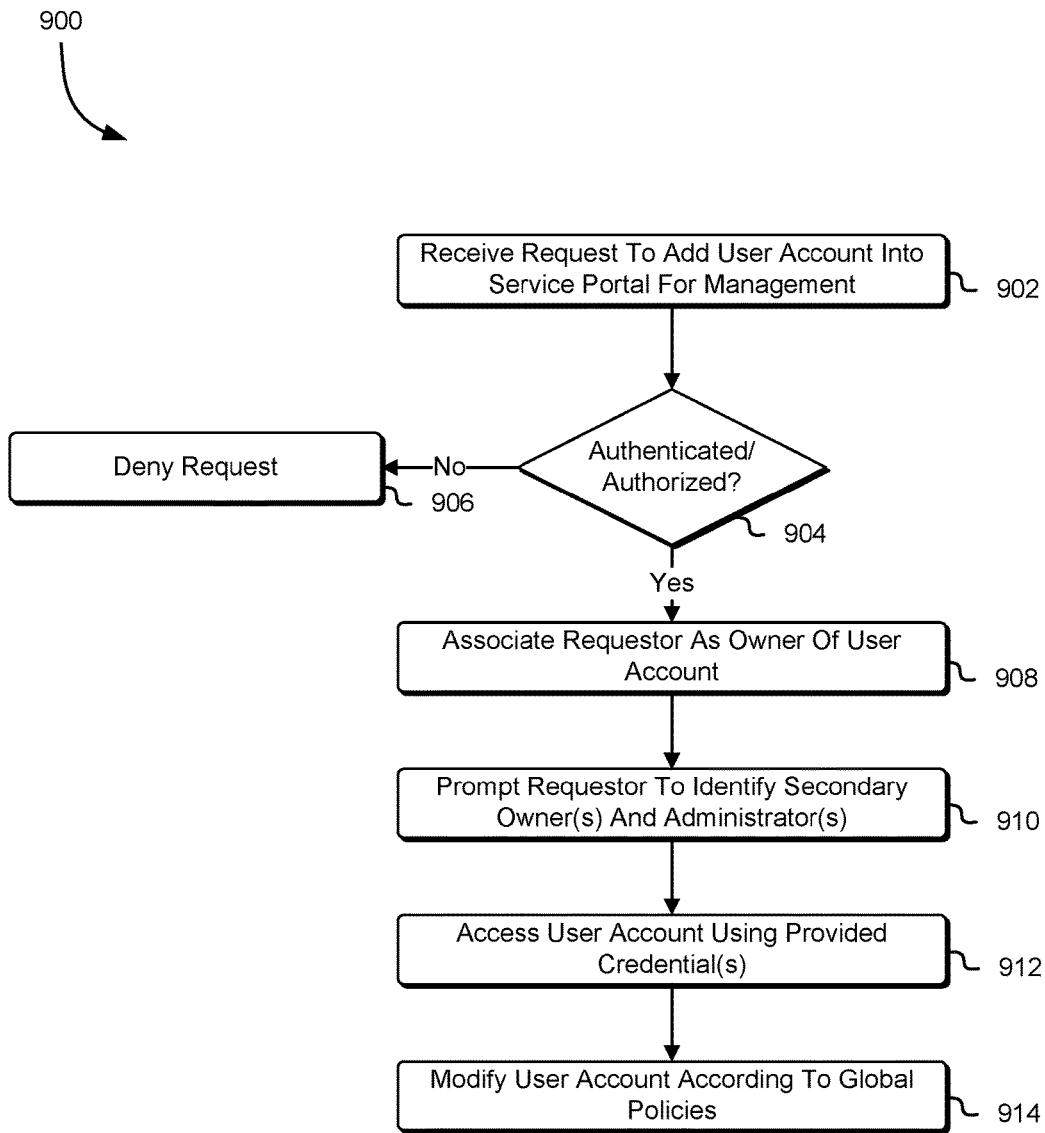 900
Receive Request To Add User Account Into
Service Portal For Management
902
Authenticated/
Authorized?
904
No
Deny Request
906
Yes
Associate Requestor As Owner Of User
Account
908
Prompt Requestor To Identify Secondary
Owner(s) And Administrator(s)
910
Access User Account Using Provided
Credential(s)
912
Modify User Account According To Global
Policies
914